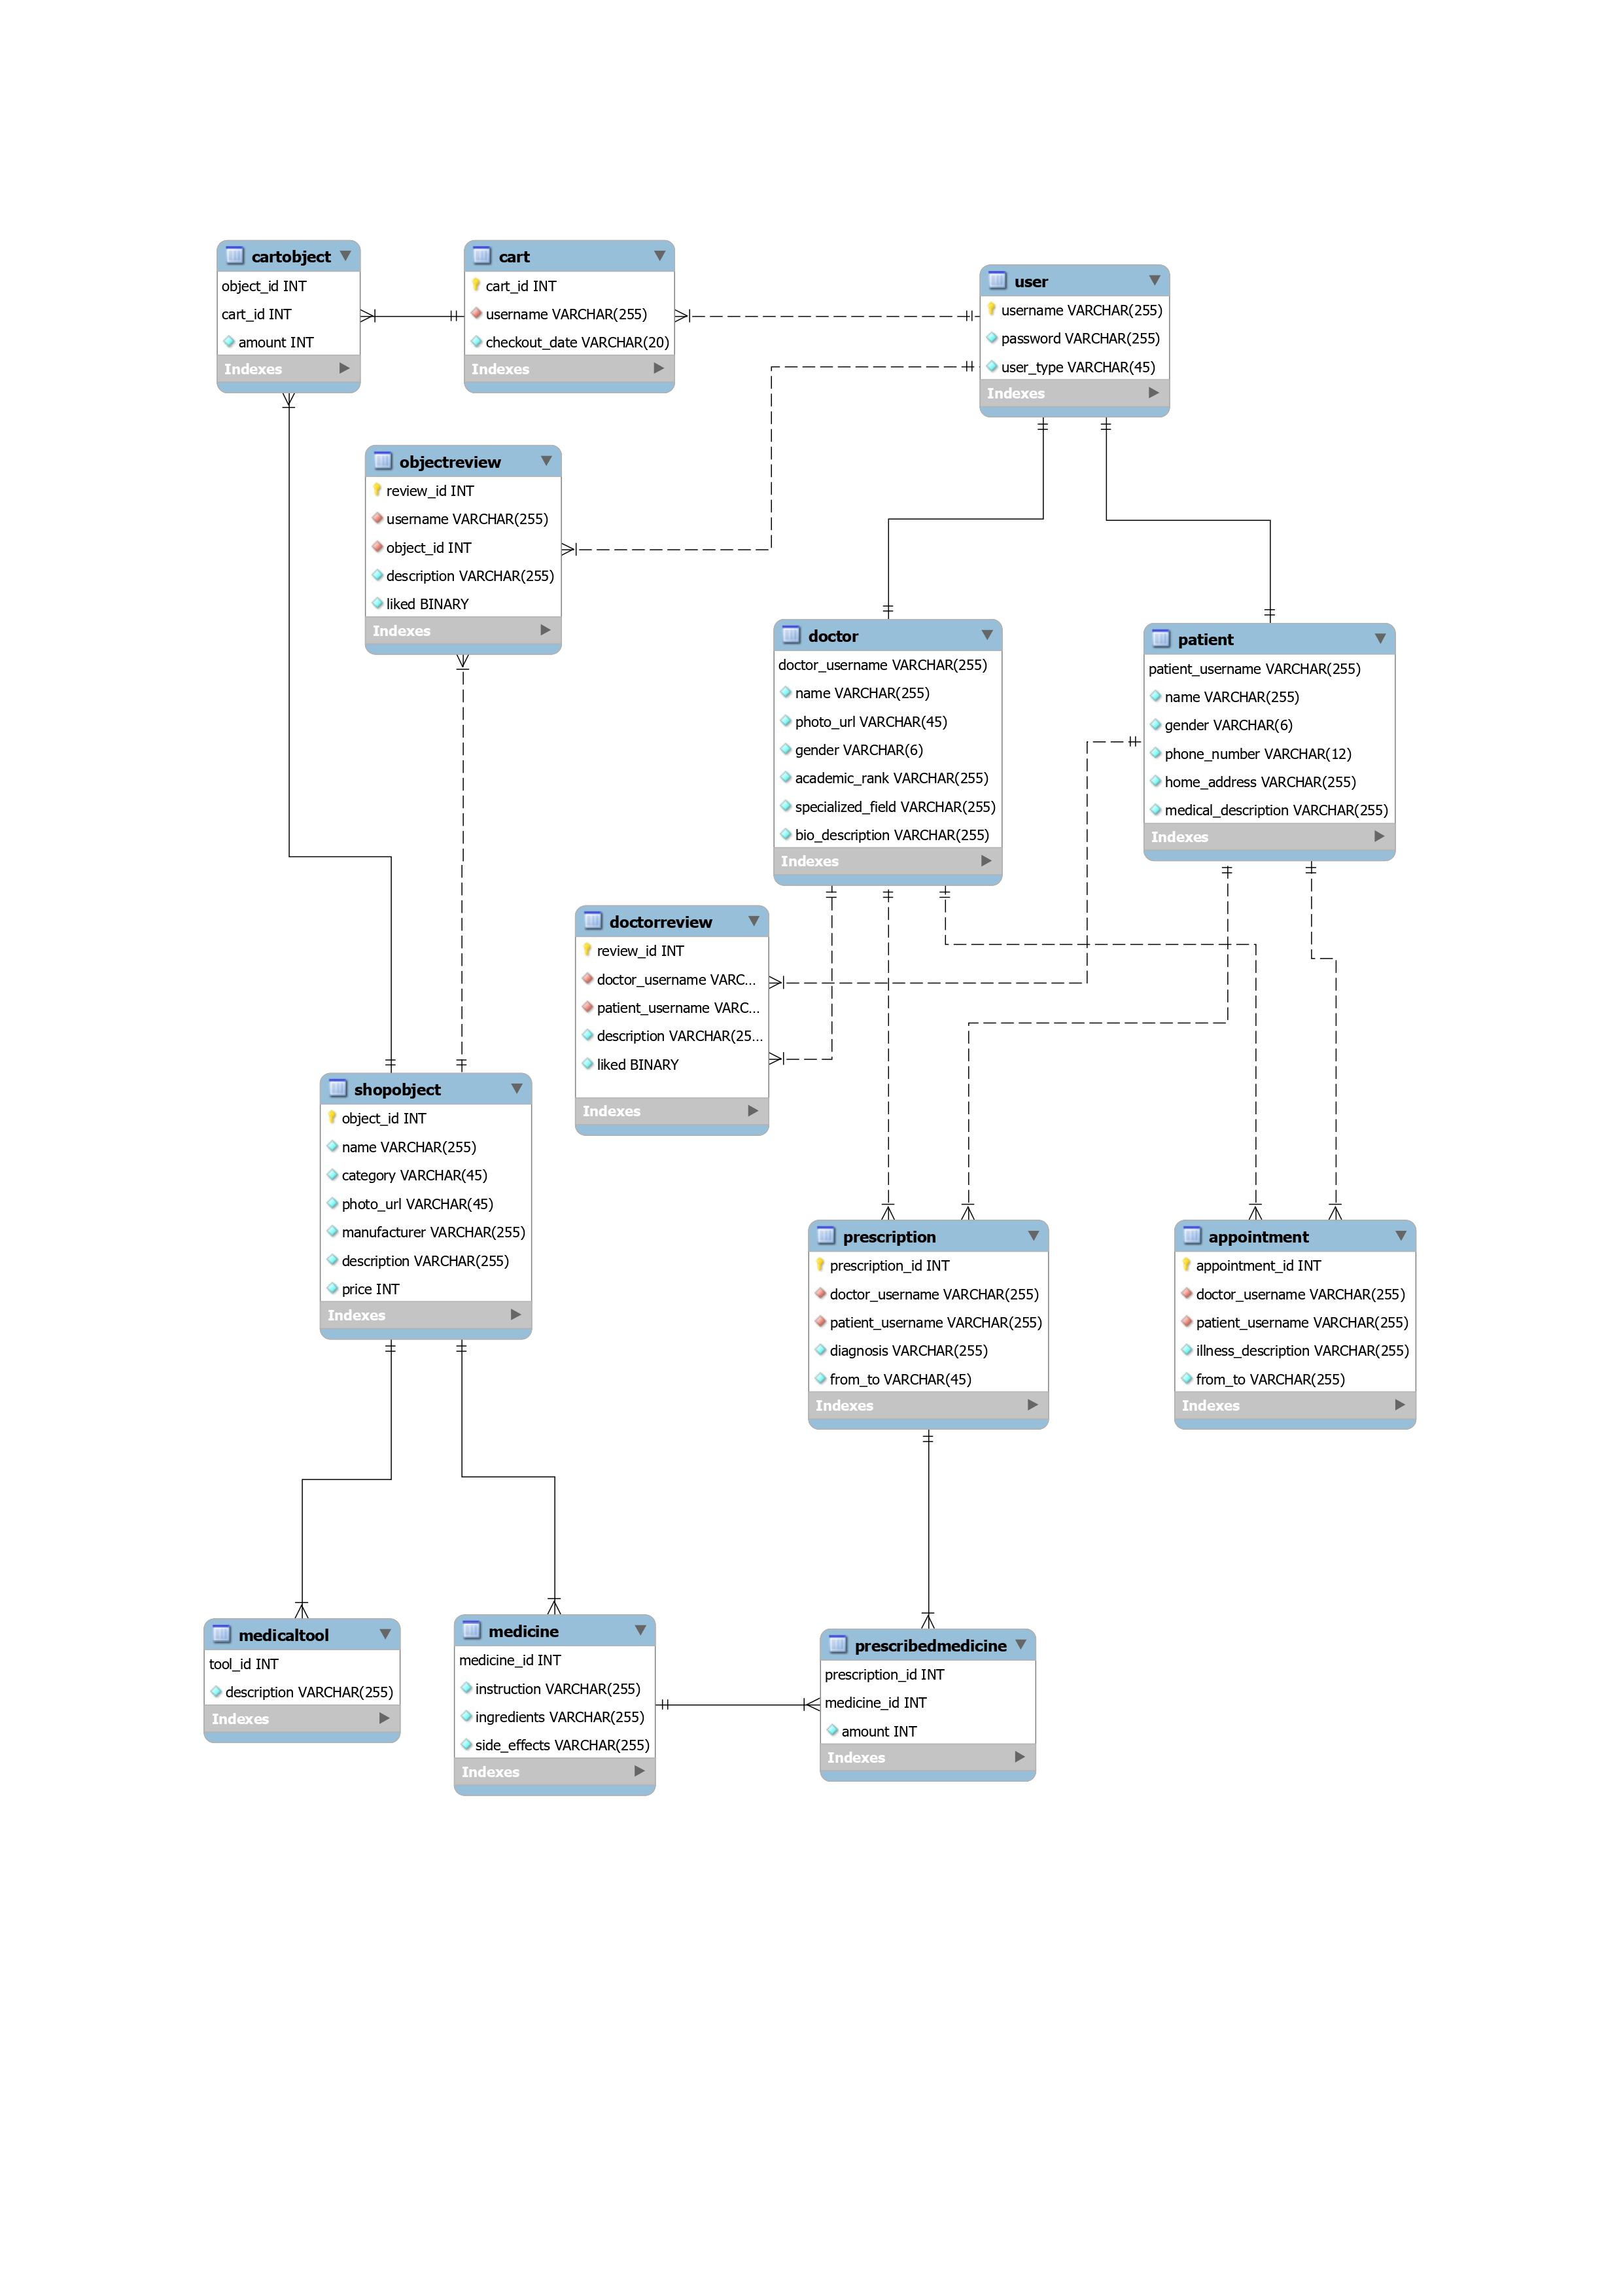 cartobject
object_id INT
cart_id INT
amount INT
Indexes
cart
cart_id INT
username VARCHAR(255)
checkout_date VARCHAR(20)
Indexes
user
username VARCHAR(255)
password VARCHAR(255)
user_type VARCHAR(45)
Indexes
objectreview
review_id INT
username VARCHAR(255)
object_id INT
description VARCHAR(255)
liked BINARY
Indexes
doctor
doctor_username VARCHAR(255)
name VARCHAR(255)
photo_url VARCHAR(45)
gender VARCHAR(6)
academic_rank VARCHAR(255)
specialized_field VARCHAR(255)
bio_description VARCHAR(255)
Indexes
patient
patient_username VARCHAR(255)
name VARCHAR(255)
gender VARCHAR(6)
phone_number VARCHAR(12)
home_address VARCHAR(255)
medical_description VARCHAR(255)
Indexes
doctorreview
review_id INT
doctor_username VARC...
patient_username VARC...
description VARCHAR(25...
liked BINARY
Indexes
shopobject
object_id INT
name VARCHAR(255)
category VARCHAR(45)
photo_url VARCHAR(45)
manufacturer VARCHAR(255)
description VARCHAR(255)
price INT
Indexes
prescription
prescription_id INT
doctor_username VARCHAR(255)
patient_username VARCHAR(255)
diagnosis VARCHAR(255)
from_to VARCHAR(45)
Indexes
appointment
appointment_id INT
doctor_username VARCHAR(255)
patient_username VARCHAR(255)
illness_description VARCHAR(255)
from_to VARCHAR(255)
Indexes
medicaltool
tool_id INT
description VARCHAR(255)
Indexes
medicine
medicine_id INT
instruction VARCHAR(255)
ingredients VARCHAR(255)
side_effects VARCHAR(255)
Indexes
prescribedmedicine
prescription_id INT
medicine_id INT
amount INT
Indexes